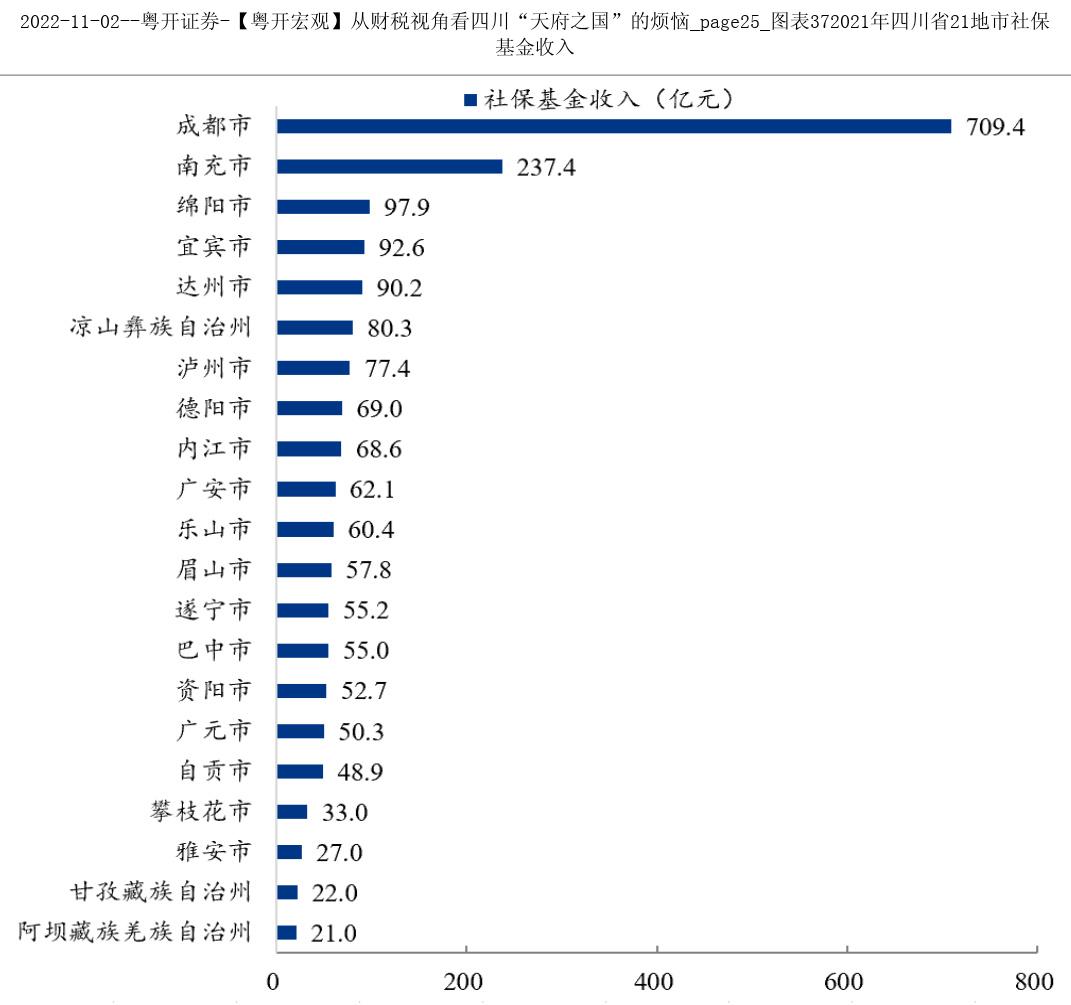 2022-11-02--粤开证券-【粤开宏观】从财税视角看四川“天府之国”的烦恼_page25_图表372021年四川省21地市社保
基金收入
社保基金收入（亿元）
成都市 709.4
南充市 237.4
绵阳市 97.9
宜宾市 92.6
达州市 90.2
凉山彝族自治州 80.3
泸州市 77.4
德阳市 69.0
内江市 68.6
广安市 62.1
乐山市 60.4
眉山市 57.8
遂宁市 55.2
巴中市 55.0
资阳市 52.7
广元市 50.3
自贡市 48.9
攀枝花市 33.0
雅安市 27.0
甘孜藏族自治州 22.0
阿坝藏族羌族自治州 21.0
0 200 400 600 800